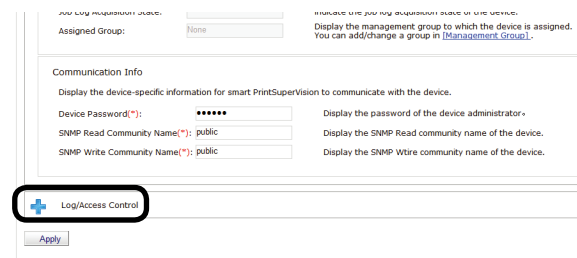 Job Log Acquisition State:
Indicate the job log acquisition state of the device.
Assigned Group:
None
Display the management group to which the device is assigned.
You can add/change a group in [Management Group] .
Communication Info
Display the device-specific information for smart PrintSuperVision to communicate with the device.
Device Password(*):
••••••
Display the password of the device administrator。
SNMP Read Community Name(*):
public
Display the SNMP Read community name of the device.
SNMP Write Community Name(*):
public
Display the SNMP Wtire community name of the device.
Log/Access Control
Apply